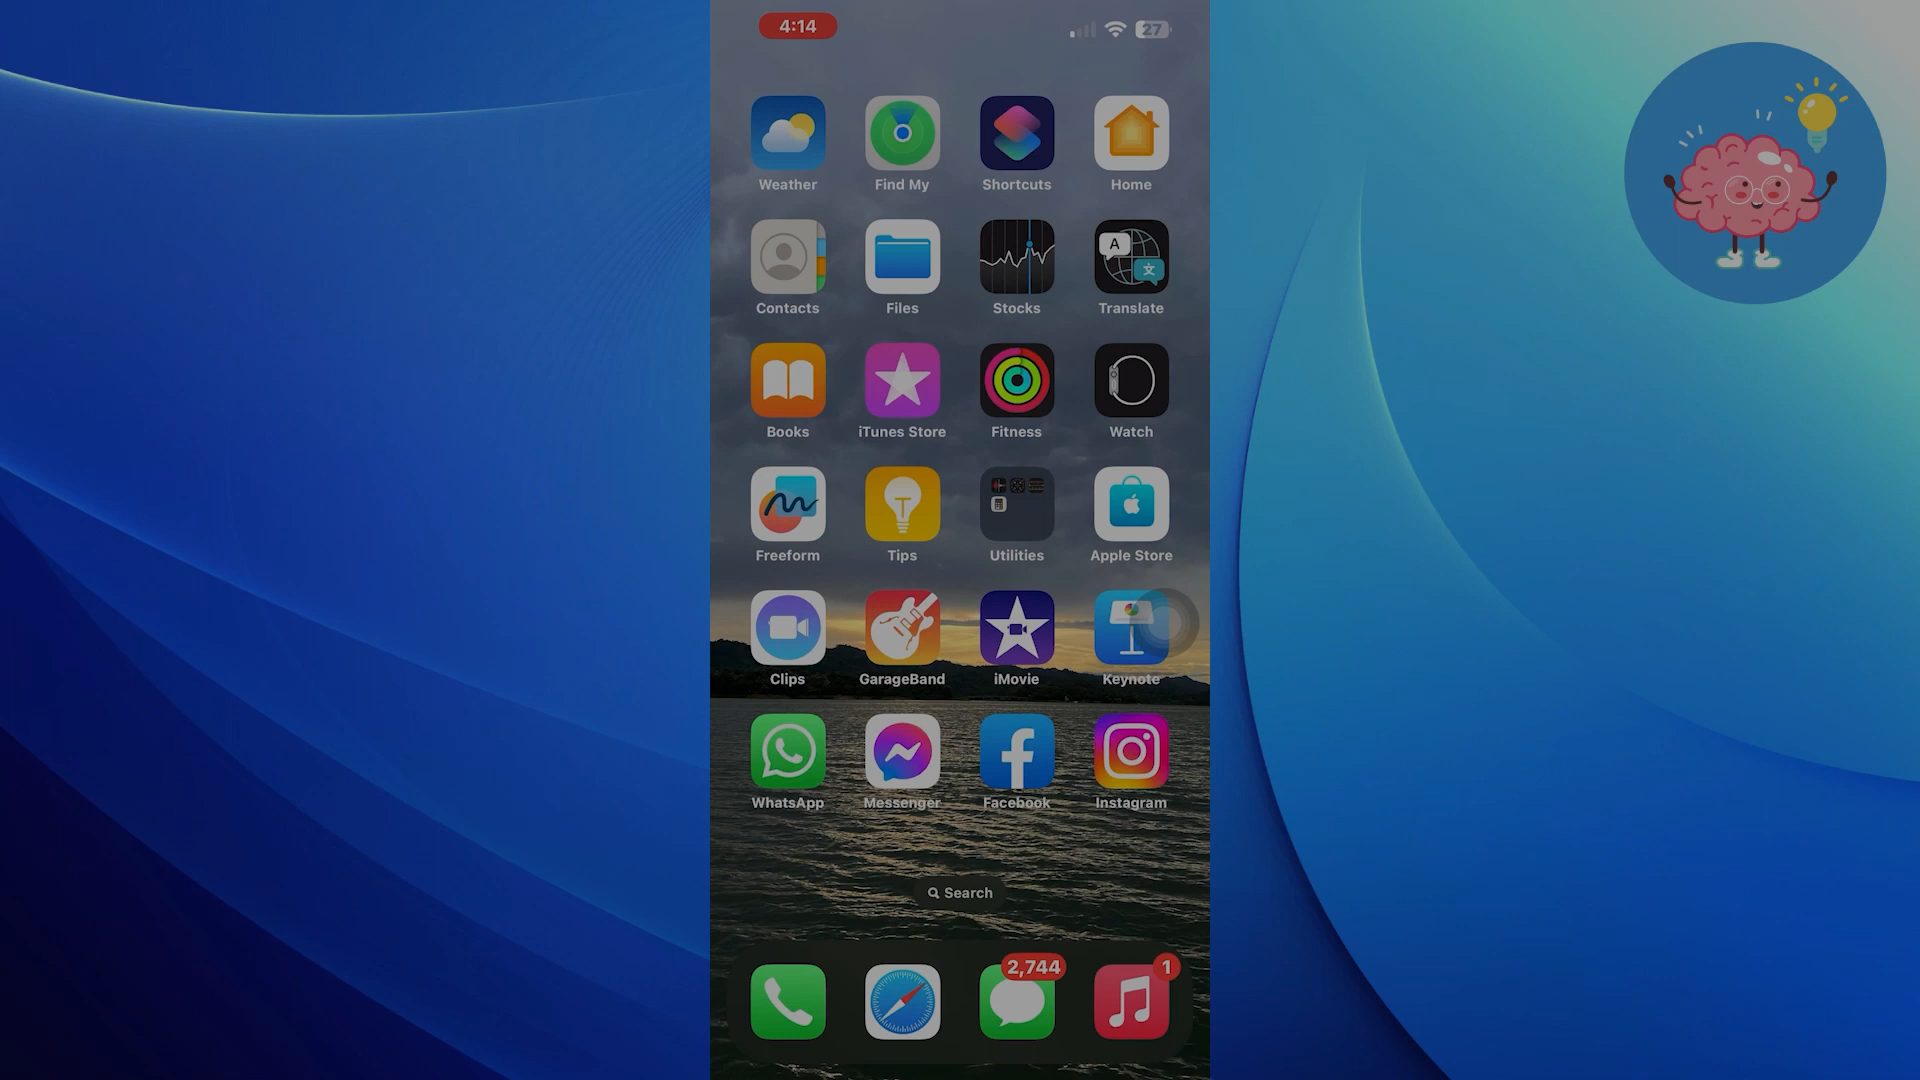 4:14
27
Weather
Find My
Shortcuts
Home
Contacts
Files
Stocks
A
文
Translate
Books
iTunes Store
Fitness
Watch
Freeform
Tips
Utilities
Apple Store
Clips
GarageBand
iMovie
Keynote
WhatsApp
Messenger
Facebook
Instagram
Search
2,744
1